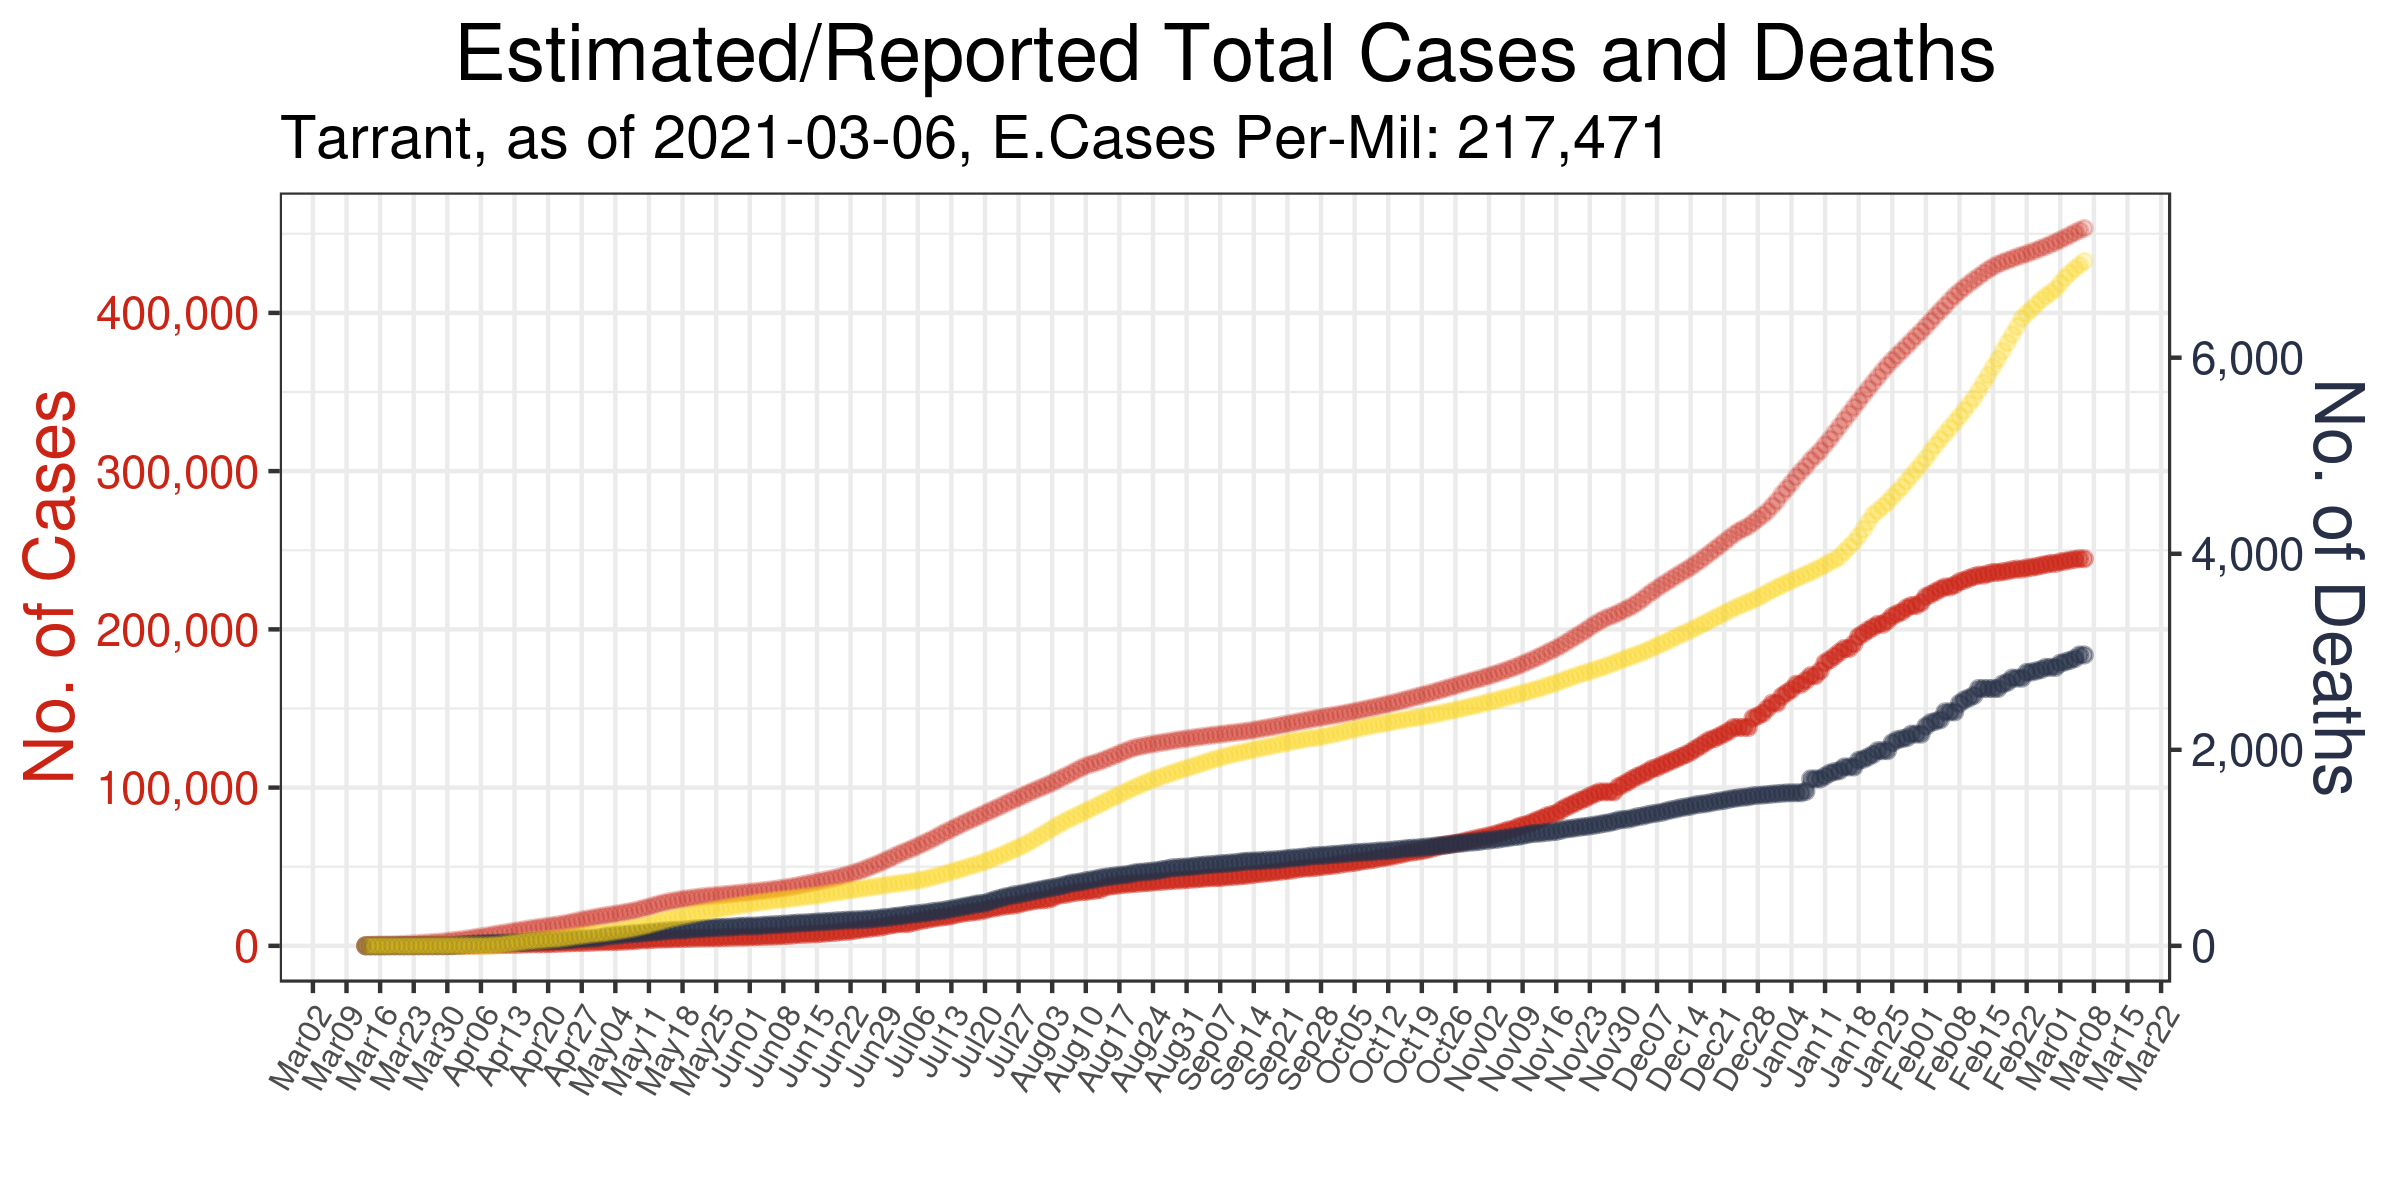 Estimated/Reported Total Cases and Deaths
Tarrant, as of 2021-03-06, E.Cases Per-Mil: 217,471
No. of Cases
400,000
300,000
200,000
100,000
0
6,000
4,000
2,000
0
No. of Deaths
Mar02
Mar09
Mar16
Mar23
Mar30
Apr06
Apr13
Apr20
Apr27
May04
May11
May18
May25
Jun01
Jun08
Jun15
Jun22
Jun29
Jul06
Jul13
Jul20
Jul27
Aug03
Aug10
Aug17
Aug24
Aug31
Sep07
Sep14
Sep21
Sep28
Oct05
Oct12
Oct19
Oct26
Nov02
Nov09
Nov16
Nov23
Nov30
Dec07
Dec14
Dec21
Dec28
Jan04
Jan11
Jan18
Jan25
Feb01
Feb08
Feb15
Feb22
Mar01
Mar08
Mar15
Mar22